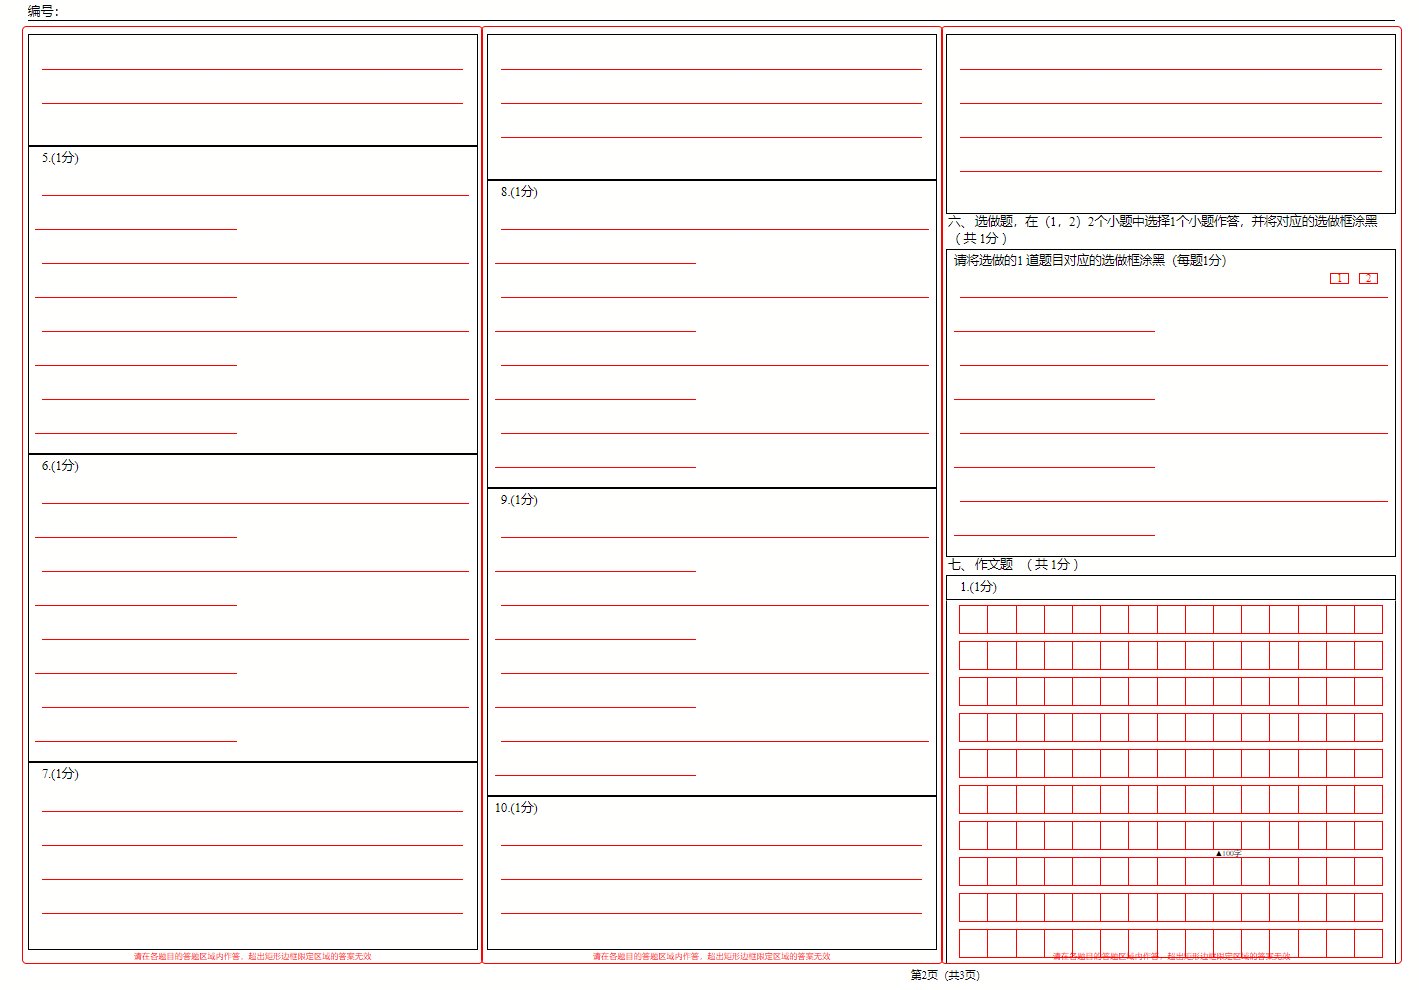 编号：
5.(1分)
6.(1分)
7.(1分)
请在各题目的答题区域内作答，超出矩形边框限定区域的答案无效
8.(1分)
9.(1分)
10.(1分)
请在各题目的答题区域内作答，超出矩形边框限定区域的答案无效
六、选做题，在（1，2）2个小题中选择1个小题作答，并将对应的选做框涂黑
（共 1分）
请将选做的1 道题目对应的选做框涂黑（每题1分）
1 2
七、作文题 （共 1分）
1.(1分)
▲100字
请在各题目的答题区域内作答，超出矩形边框限定区域的答案无效
第2页 (共3页)